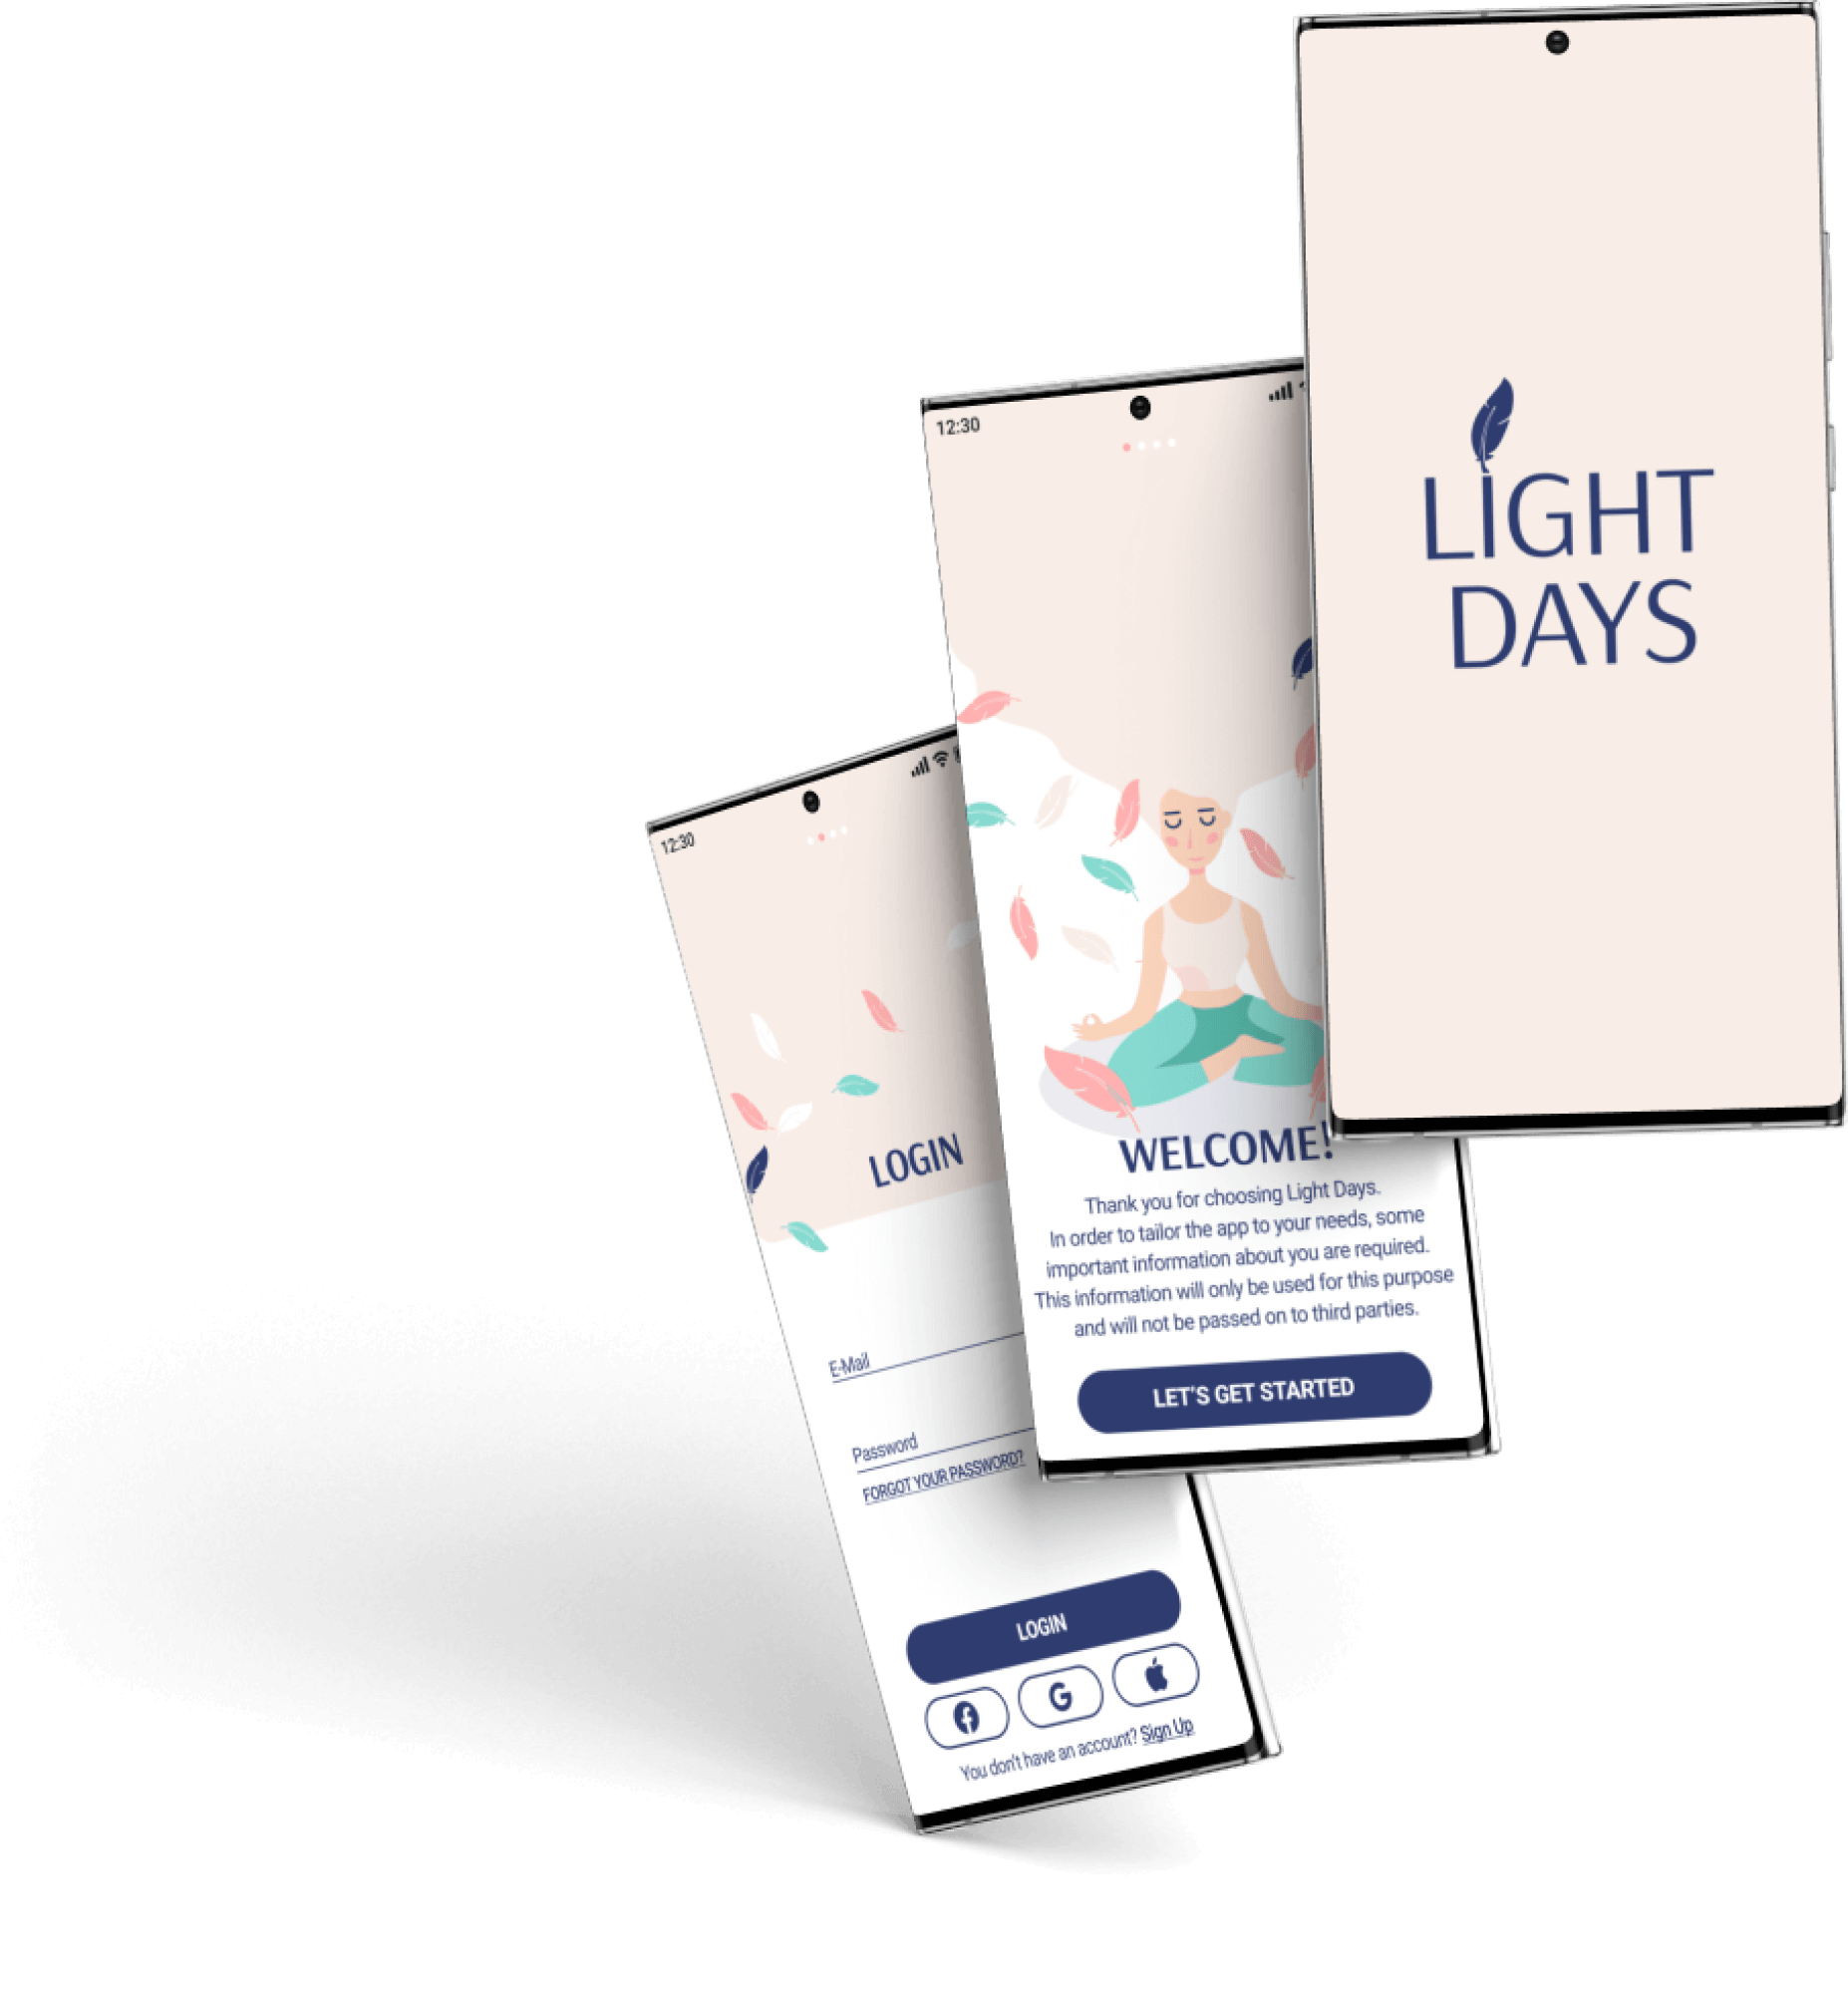 LIGHT
DAYS
12:30
WELCOME!
Thank you for choosing Light Days.
In order to tailor the app to your needs, some
important information about you are required.
This information will only be used for this purpose
and will not be passed on to third parties.
LET'S GET STARTED
12:30
LOGIN
E-Mail
Password
FORGOT YOUR PASSWORD?
LOGIN
You don't have an account? Sign Up